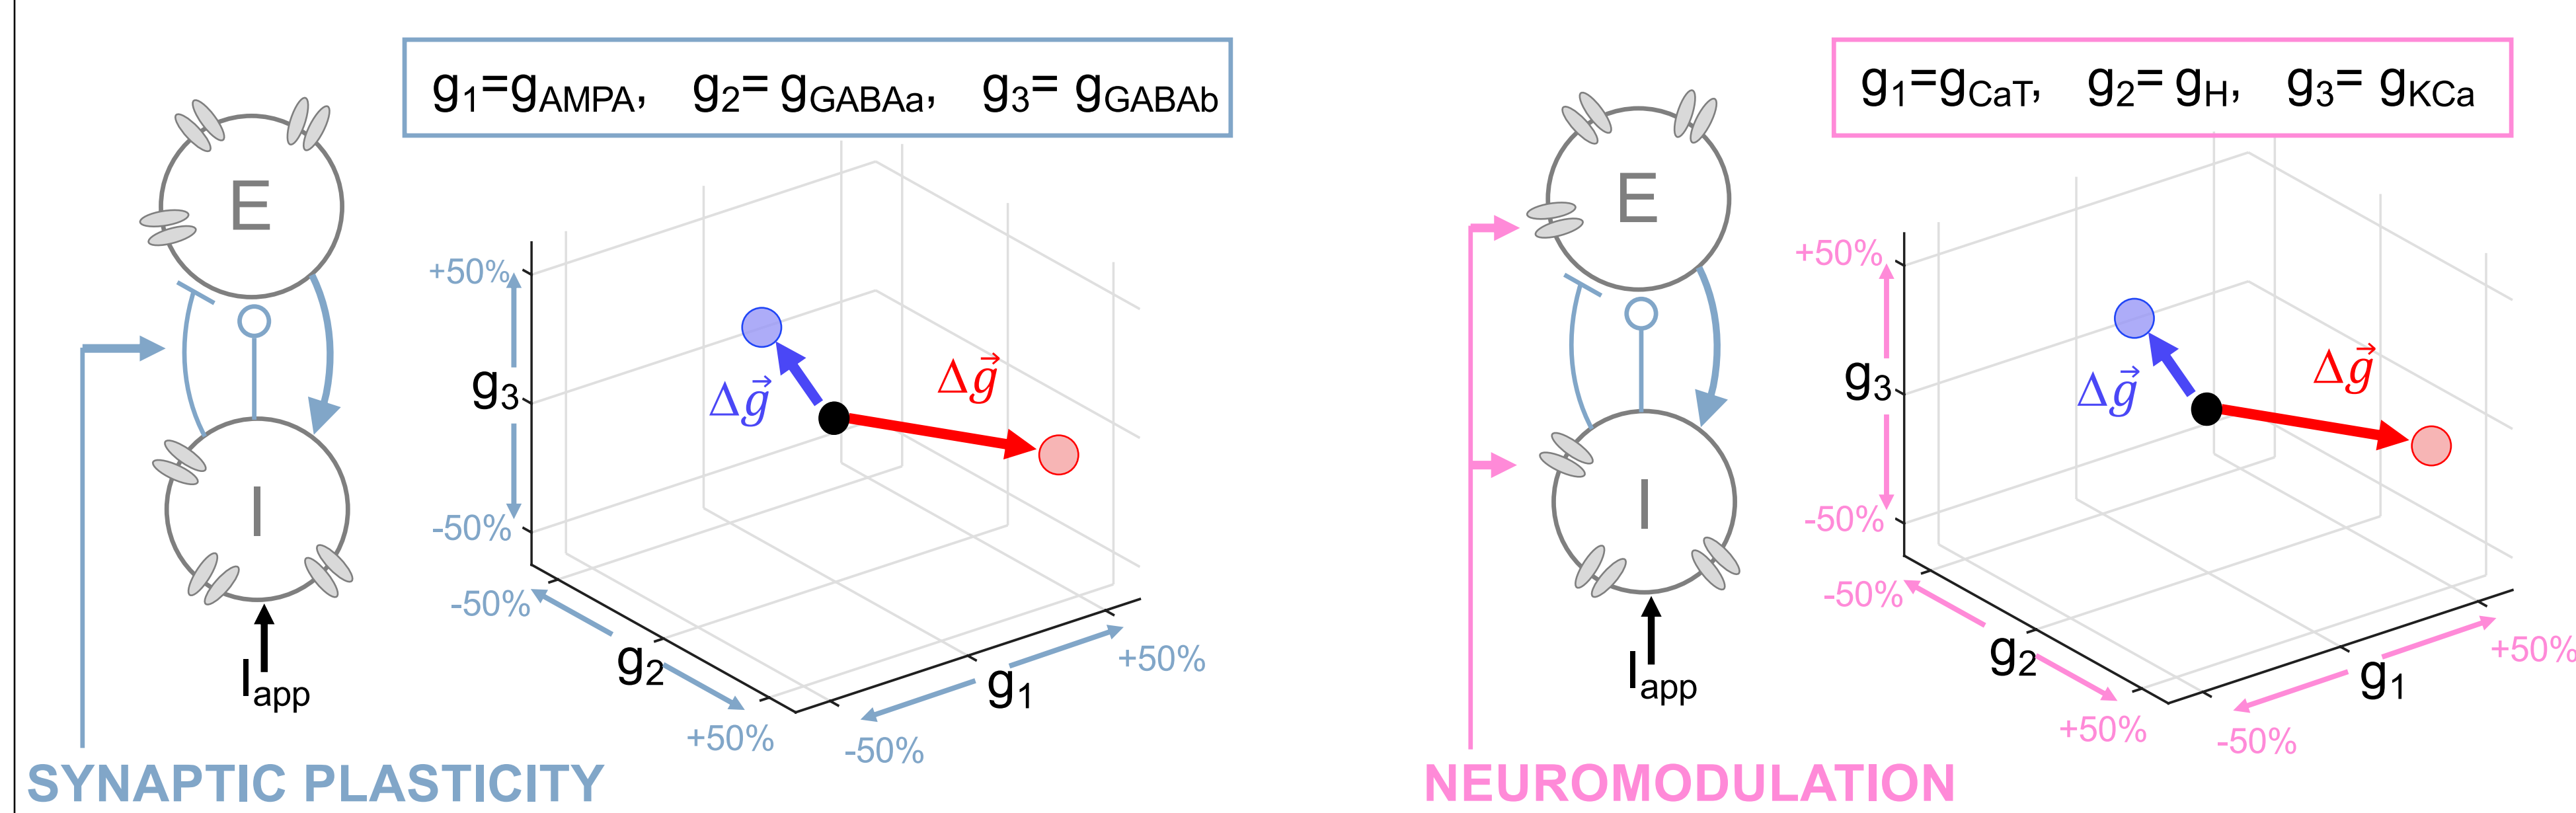 g1=gAMPA, g2= gGABAa, g3= gGABAb
E
I
Iapp
+50%
g3
-50%
-50%
g2
+50%
-50%
g1
+50%
Δg⃗
Δg⃗
SYNAPTIC PLASTICITY
g1=gCaT, g2= gH, g3= gKCa
E
I
Iapp
+50%
g3
-50%
-50%
g2
+50%
-50%
g1
+50%
Δg⃗
Δg⃗
NEUROMODULATION